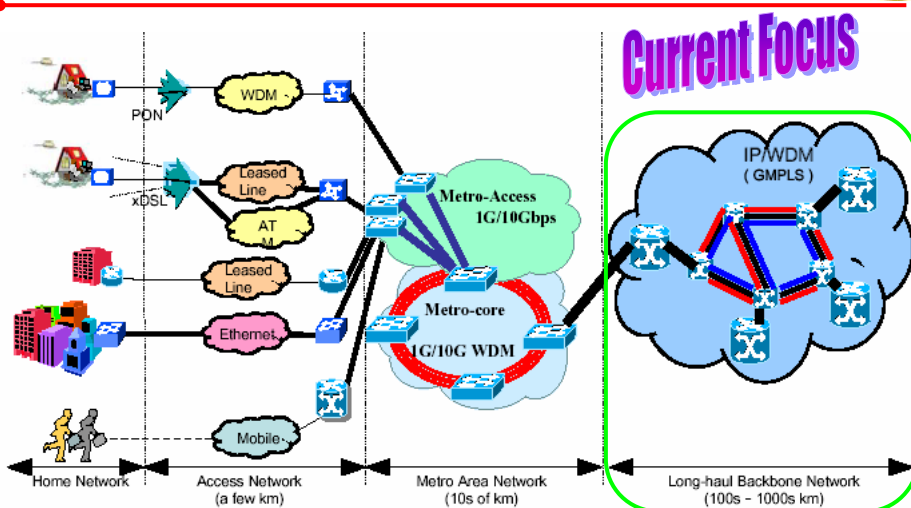 Current Focus
WDM
PON
Leased
Line
xDSL
AT
M
Leased
Line
Ethernet
Mobile
Metro-Access
1G/10Gbps
Metro-core
1G/10G WDM
IP/WDM
( GMPLS )
Home Network
Access Network
(a few km)
Metro Area Network
(10s of km)
Long-haul Backbone Network
(100s - 1000s km)